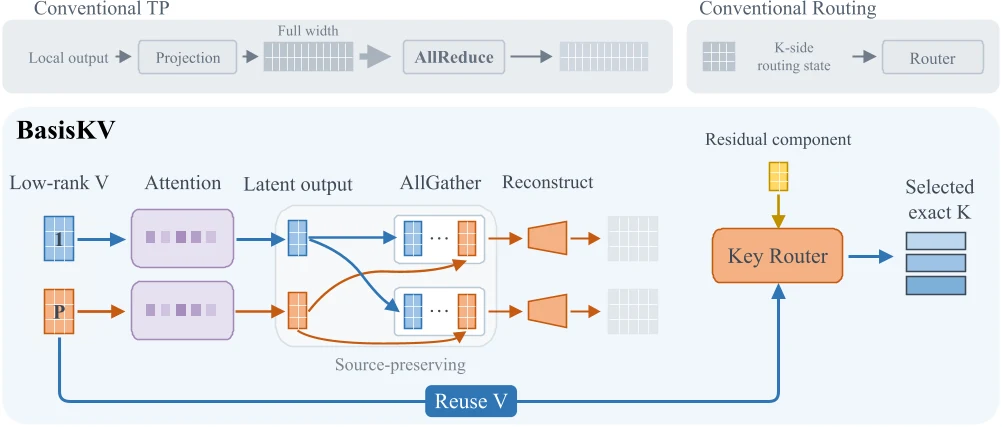 Conventional TP
Full width
Local output
Projection
AllReduce
Conventional Routing
K-side
routing state
Router
BasisKV
Low-rank V
Attention
Latent output
AllGather
Reconstruct
1
...
P
...
Source-preserving
Reuse V
Residual component
Key Router
Selected
exact K